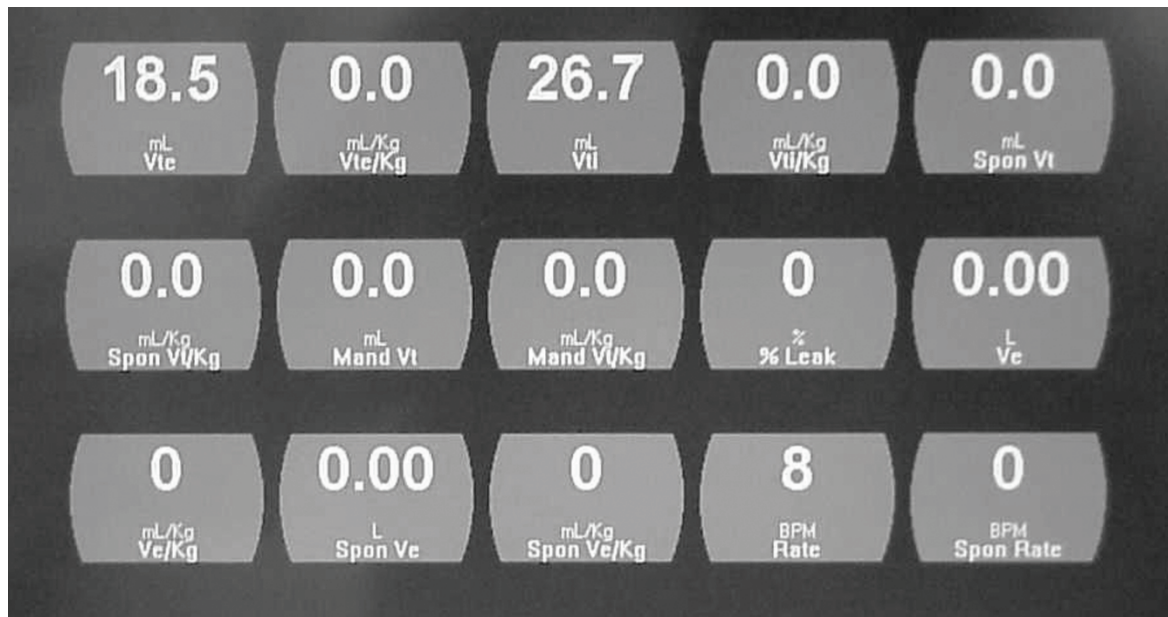 18.5 0.0 26.7 0.0 0.0
mL mL/Kg mL mL/Kg mL
Vte Vte/Kg Vti Vti/Kg Spon Vt
0.0 0.0 0.0 0 0.00
mL/Kg mL mL/Kg % L
Spon Vt/Kg Mand Vt Mand Vt/Kg % Leak Ve
0 0.00 0 8 0
mL/Kg L mL/Kg BPM BPM
Ve/Kg Spon Ve Spon Ve/Kg Rate Spon Rate